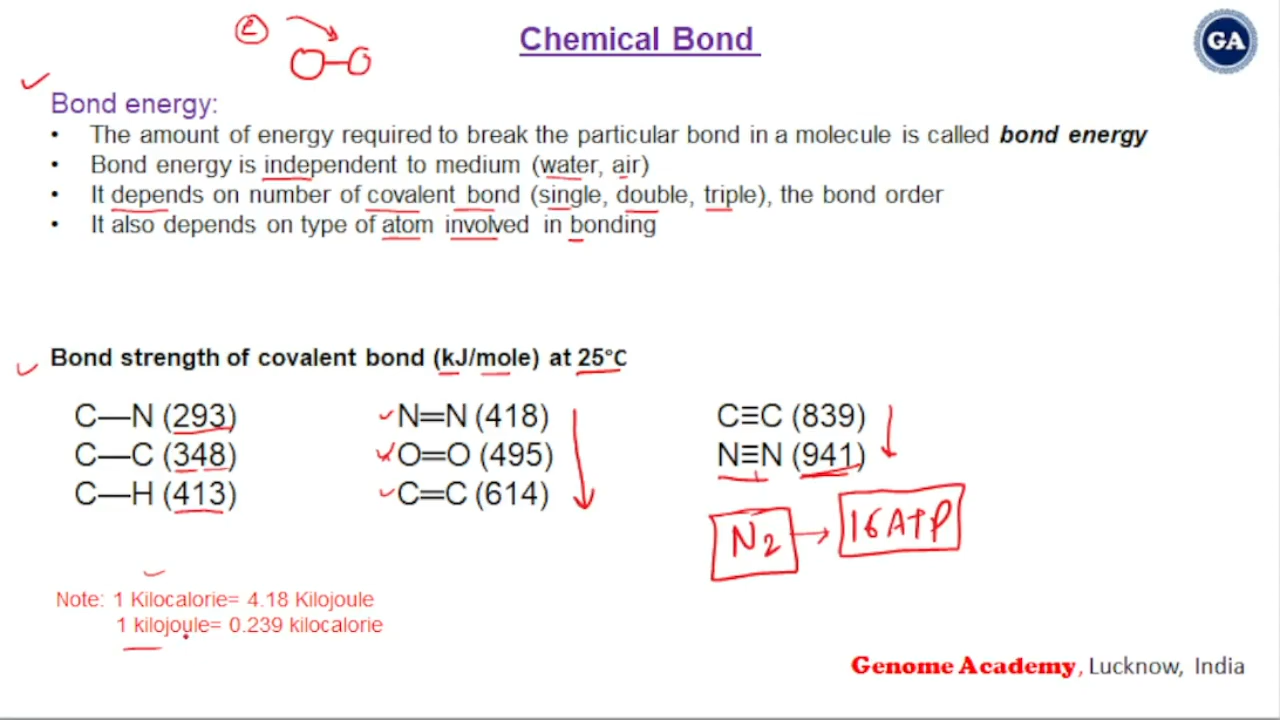 Chemical Bond
GA
Bond energy:
• The amount of energy required to break the particular bond in a molecule is called bond energy
• Bond energy is independent to medium (water, air)
• It depends on number of covalent bond (single, double, triple), the bond order
• It also depends on type of atom involved in bonding
Bond strength of covalent bond (kJ/mole) at 25°C
C—N (293) N=N (418) C≡C (839)
C—C (348) O=O (495) N≡N (941)
C—H (413) C=C (614)
N2 → 16ATP
Note: 1 Kilocalorie= 4.18 Kilojoule
1 kilojoule= 0.239 kilocalorie
Genome Academy, Lucknow, India